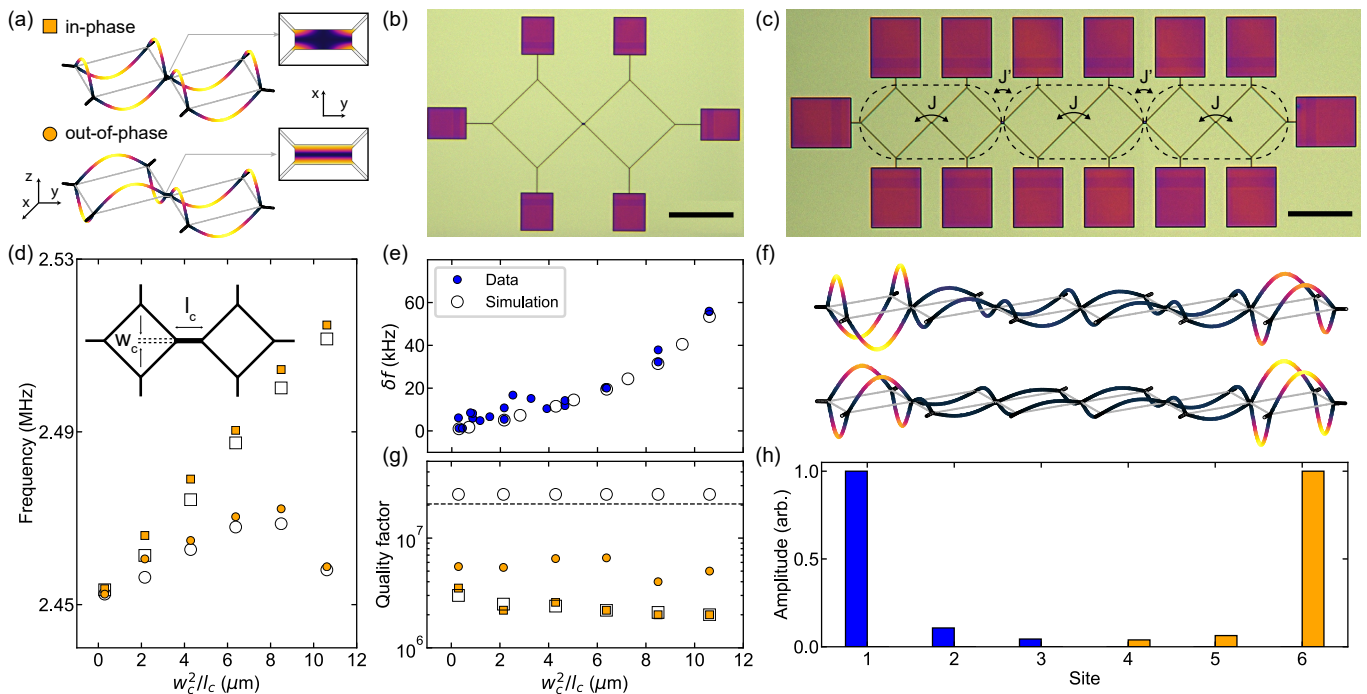 (a)
in-phase
x
y
out-of-phase
z
y
x
(b)
(c)
J'
J'
J
J
J
(d)
2.53
2.49
2.45
Frequency (MHz)
l_c
w_c
0
2
4
6
8
10
12
w_c^2/l_c (μm)
(e)
Data
Simulation
60
40
20
0
δf (kHz)
(g)
10^7
10^6
Quality factor
0
2
4
6
8
10
12
w_c^2/l_c (μm)
(f)
(h)
1.0
0.5
0.0
Amplitude (arb.)
1
2
3
4
5
6
Site